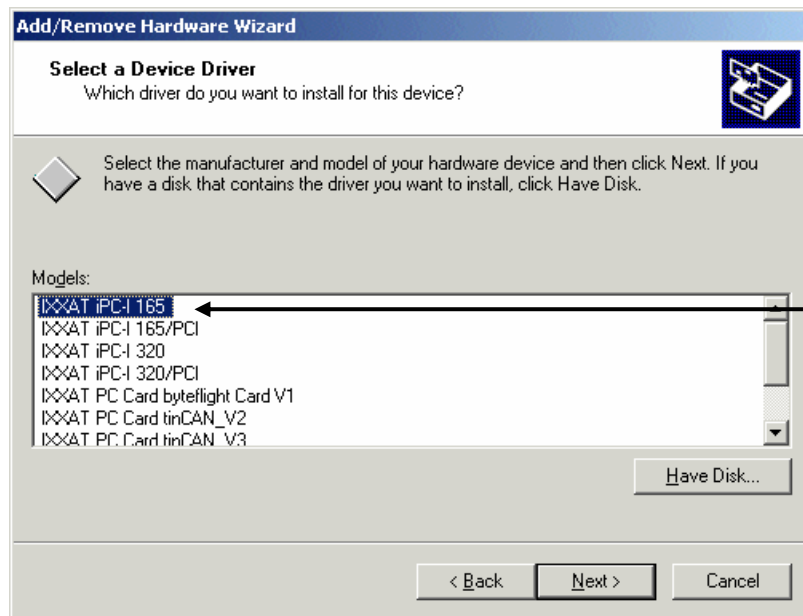 Add/Remove Hardware Wizard
Select a Device Driver
Which driver do you want to install for this device?
Select the manufacturer and model of your hardware device and then click Next. If you
have a disk that contains the driver you want to install, click Have Disk.
Models:
IXXAT iPC-I 165
IXXAT iPC-I 165/PCI
IXXAT iPC-I 320
IXXAT iPC-I 320/PCI
IXXAT PC Card byteflight Card V1
IXXAT PC Card tinCAN_V2
IXXAT PC Card tinCAN_V3
Have Disk...
< Back
Next >
Cancel